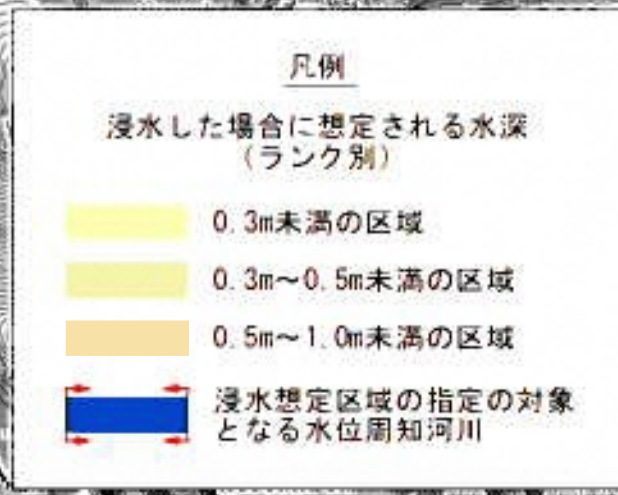 凡例
浸水した場合に想定される水深
(ランク別)
0.3m未満の区域
0.3m～0.5m未満の区域
0.5m～1.0m未満の区域
浸水想定区域の指定の対象
となる水位周知河川